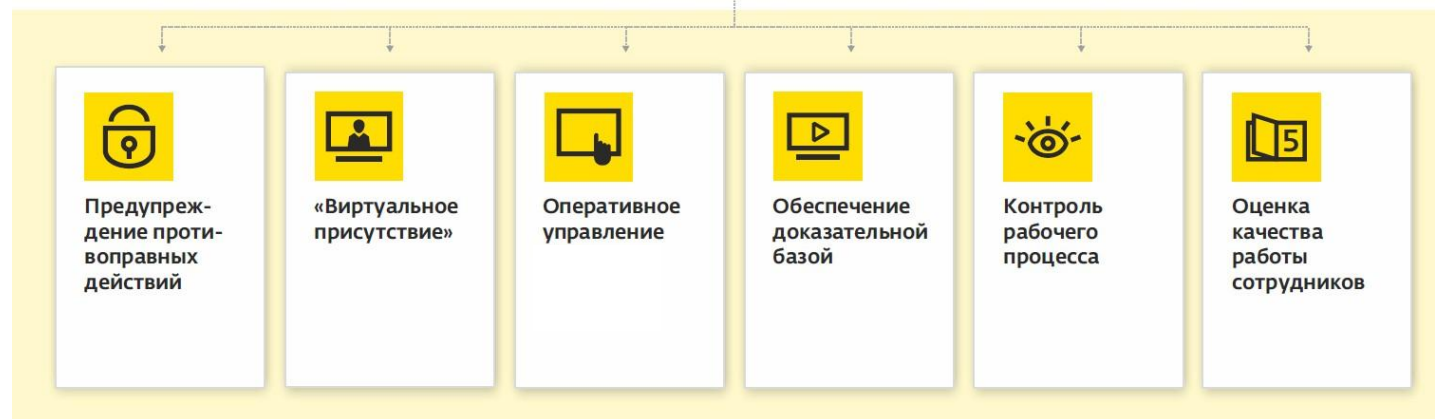 Предупреж-
дение проти-
воправных
действий
«Виртуальное
присутствие»
Оперативное
управление
Обеспечение
доказательной
базой
Контроль
рабочего
процесса
5
Оценка
качества
работы
сотрудников